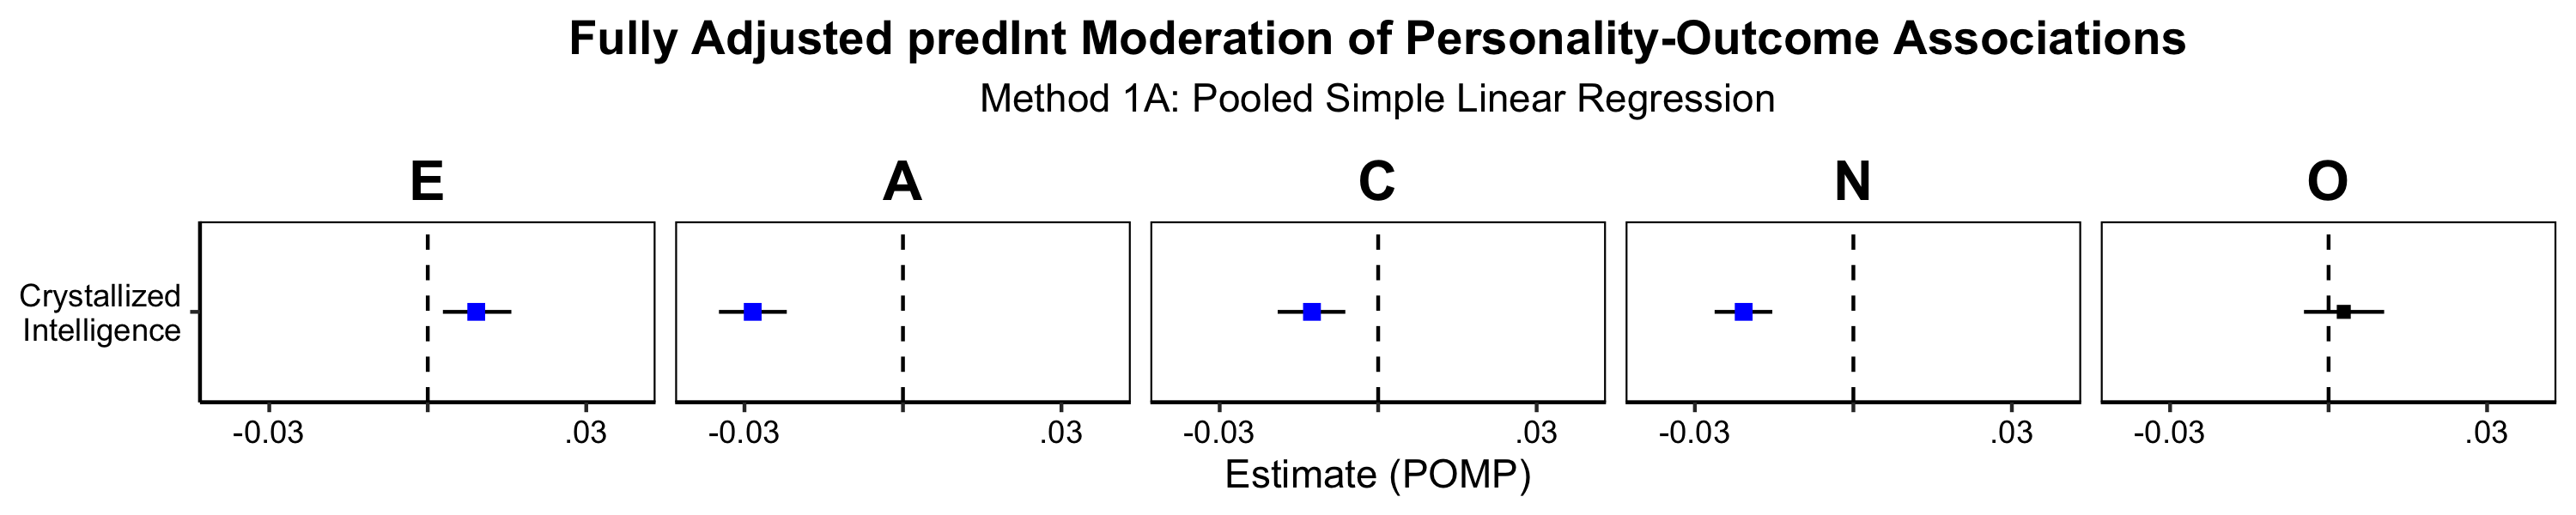 Fully Adjusted predInt Moderation of Personality-Outcome Associations
Method 1A: Pooled Simple Linear Regression
E A C N O
Crystallized
Intelligence
-0.03 .03 -0.03 .03 -0.03 .03 -0.03 .03 -0.03 .03
Estimate (POMP)